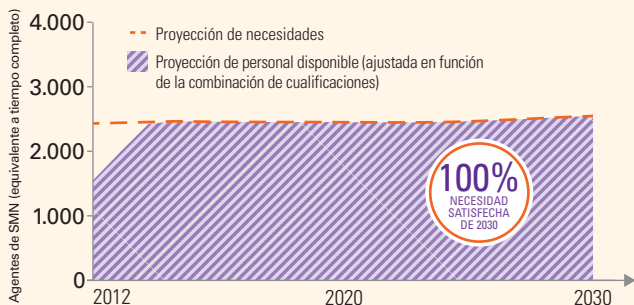 Agentes de SMN (equivalente a tiempo completo)
4.000
3.000
2.000
1.000
0
Proyección de necesidades
Proyección de personal disponible (ajustada en función
de la combinación de cualificaciones)
100%
NECESIDAD
SATISFECHA
DE 2030
2012
2020
2030